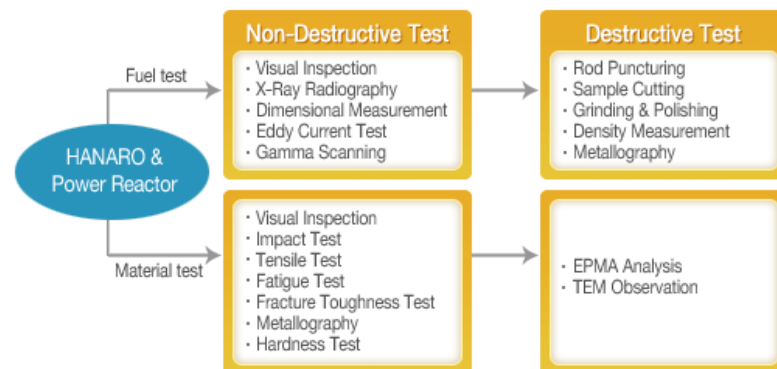 Non-Destructive Test
Destructive Test
Fuel test
· Visual Inspection
· X-Ray Radiography
· Dimensional Measurement
· Eddy Current Test
· Gamma Scanning
· Rod Puncturing
· Sample Cutting
· Grinding & Polishing
· Density Measurement
· Metallography
HANARO &
Power Reactor
Material test
· Visual Inspection
· Impact Test
· Tensile Test
· Fatigue Test
· Fracture Toughness Test
· Metallography
· Hardness Test
· EPMA Analysis
· TEM Observation